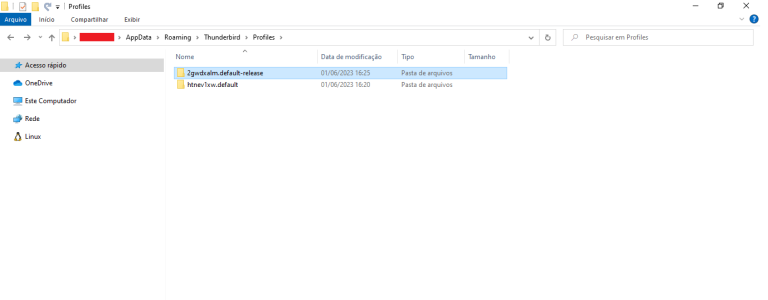 Profiles
Arquivo Início Compartilhar Exibir
AppData Roaming Thunderbird Profiles
Pesquisar em Profiles
Nome Data de modificação Tipo Tamanho
Acesso rápido
2gwdxalm.default-release 01/06/2023 16:25 Pasta de arquivos
OneDrive
htnev1xw.default 01/06/2023 16:20 Pasta de arquivos
Este Computador
Rede
Linux